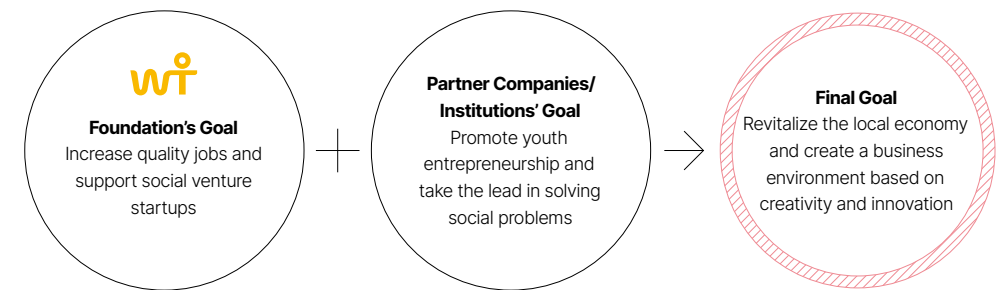 Foundation's Goal
Increase quality jobs and
support social venture
startups
Partner Companies/
Institutions' Goal
Promote youth
entrepreneurship and
take the lead in solving
social problems
Final Goal
Revitalize the local economy
and create a business
environment based on
creativity and innovation